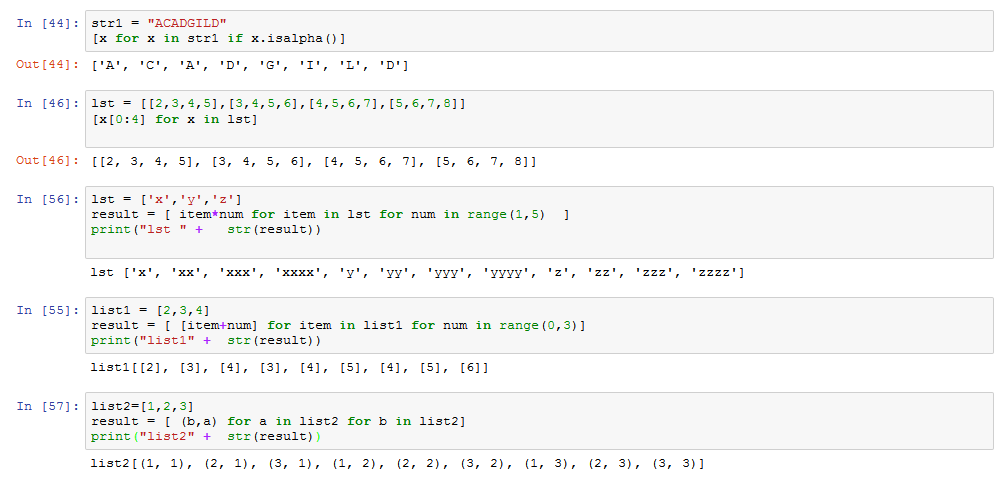 In [44]: str1 = "ACADGILD"
[x for x in str1 if x.isalpha()]
Out[44]: ['A', 'C', 'A', 'D', 'G', 'I', 'L', 'D']
In [46]: lst = [[2,3,4,5],[3,4,5,6],[4,5,6,7],[5,6,7,8]]
[x[0:4] for x in lst]
Out[46]: [[2, 3, 4, 5], [3, 4, 5, 6], [4, 5, 6, 7], [5, 6, 7, 8]]
In [56]: lst = ['x','y','z']
result = [ item*num for item in lst for num in range(1,5)  ]
print("lst " +   str(result))
lst ['x', 'xx', 'xxx', 'xxxx', 'y', 'yy', 'yyy', 'yyyy', 'z', 'zz', 'zzz', 'zzzz']
In [55]: list1 = [2,3,4]
result = [ [item+num] for item in list1 for num in range(0,3)]
print("list1" +  str(result))
list1[[2], [3], [4], [3], [4], [5], [4], [5], [6]]
In [57]: list2=[1,2,3]
result = [ (b,a) for a in list2 for b in list2]
print("list2" +  str(result))
list2[(1, 1), (2, 1), (3, 1), (1, 2), (2, 2), (3, 2), (1, 3), (2, 3), (3, 3)]